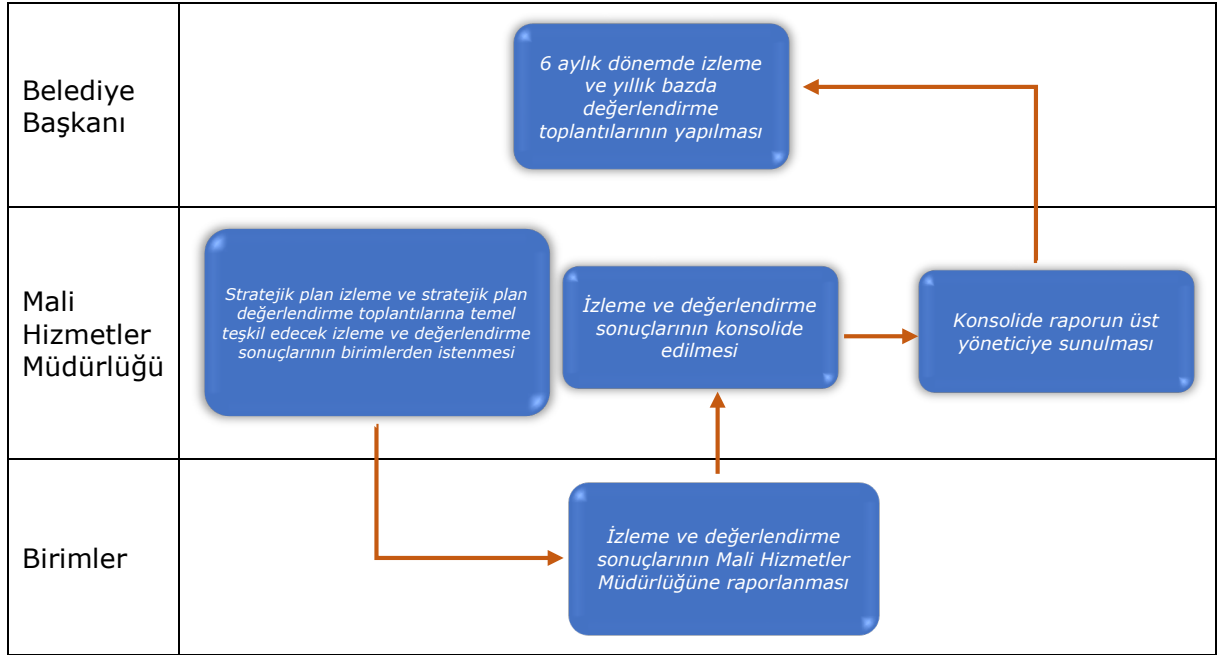 Belediye
Başkanı
6 aylık dönemde izleme
ve yıllık bazda
değerlendirme
toplantılarının yapılması
Mali
Hizmetler
Müdürlüğü
Stratejik plan izleme ve stratejik plan
değerlendirme toplantılarına temel
teşkil edecek izleme ve değerlendirme
sonuçlarının birimlerden istenmesi
İzleme ve değerlendirme
sonuçlarının konsolide
edilmesi
Konsolide raporun üst
yöneticiye sunulması
Birimler
İzleme ve değerlendirme
sonuçlarının Mali Hizmetler
Müdürlüğüne raporlanması